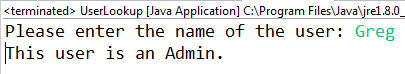 <terminated> UserLookup [Java Application] C:\Program Files\Java\jre1.8.0_
Please enter the name of the user: Greg
This user is an Admin.